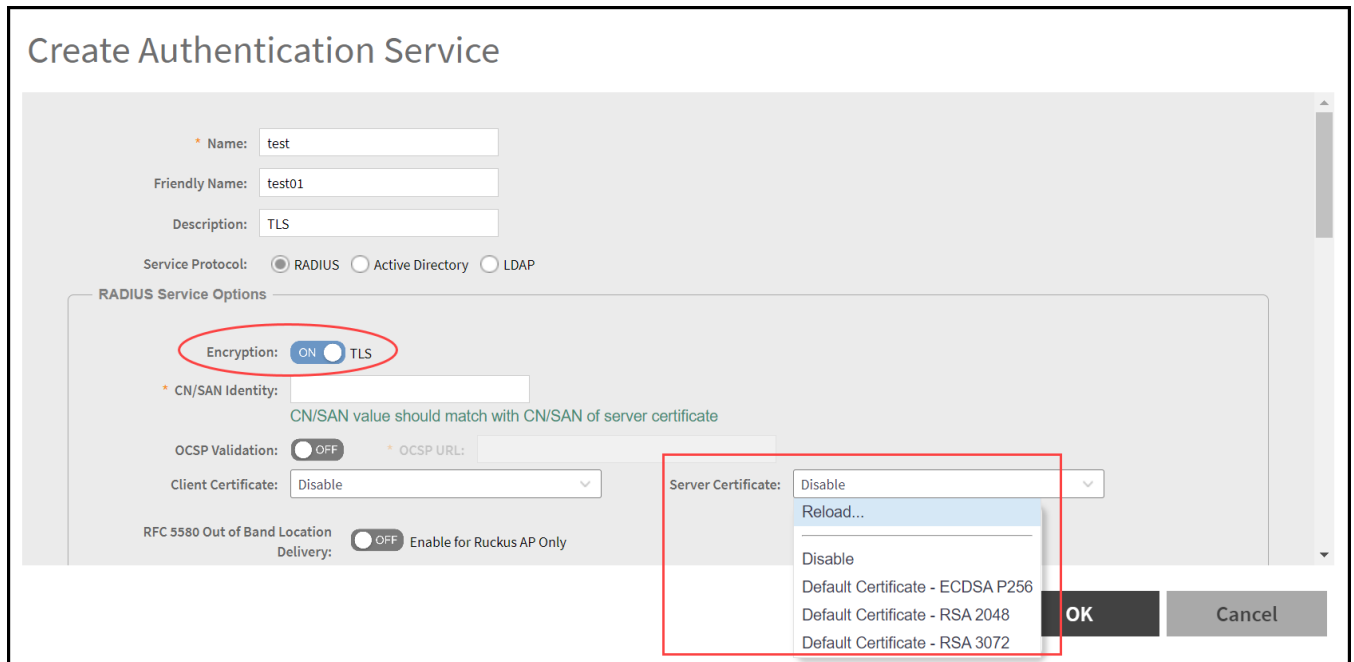 Create Authentication Service
* Name: test
Friendly Name: test01
Description: TLS
Service Protocol: RADIUS Active Directory LDAP
RADIUS Service Options
Encryption: ON TLS
* CN/SAN Identity:
CN/SAN value should match with CN/SAN of server certificate
OCSP Validation: OFF * OCSP URL:
Client Certificate: Disable Server Certificate: Disable
Reload...
RFC 5580 Out of Band Location
Delivery: OFF Enable for Ruckus AP Only
Disable
Default Certificate - ECDSA P256
Default Certificate - RSA 2048
Default Certificate - RSA 3072
OK Cancel